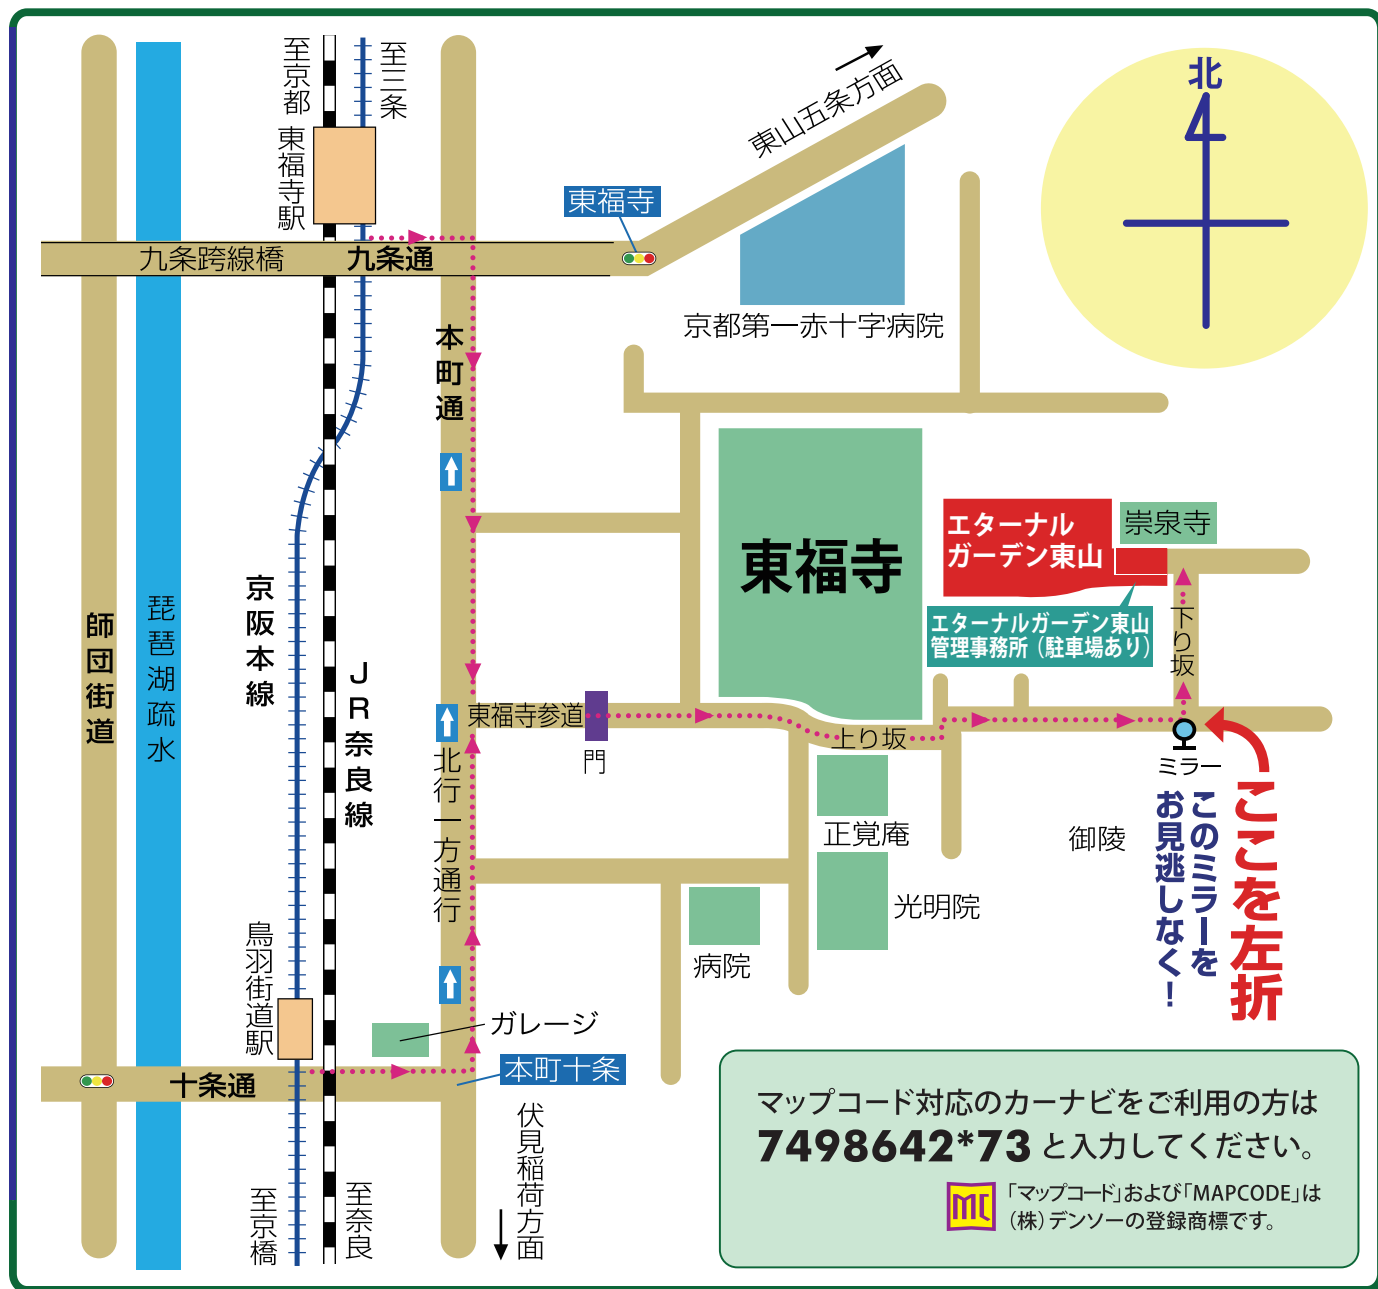 至京都
至三条
東福寺駅
東山五条方面
北
東福寺
九条跨線橋
九条通
京都第一赤十字病院
本町通
東福寺
エターナル
ガーデン東山
崇泉寺
エターナルガーデン東山
管理事務所（駐車場あり）
下り坂
師団街道
琵琶湖疏水
京阪本線
JR奈良線
東福寺参道
門
上り坂
ミラー
北行一方通行
正覚庵
御陵
このミラーを
お見逃しなく！
ここを左折
光明院
病院
鳥羽街道駅
ガレージ
本町十条
十条通
伏見稲荷方面
至京橋
至奈良
マップコード対応のカーナビをご利用の方は
7498642*73 と入力してください。
MC
「マップコード」および「MAPCODE」は
（株）デンソーの登録商標です。